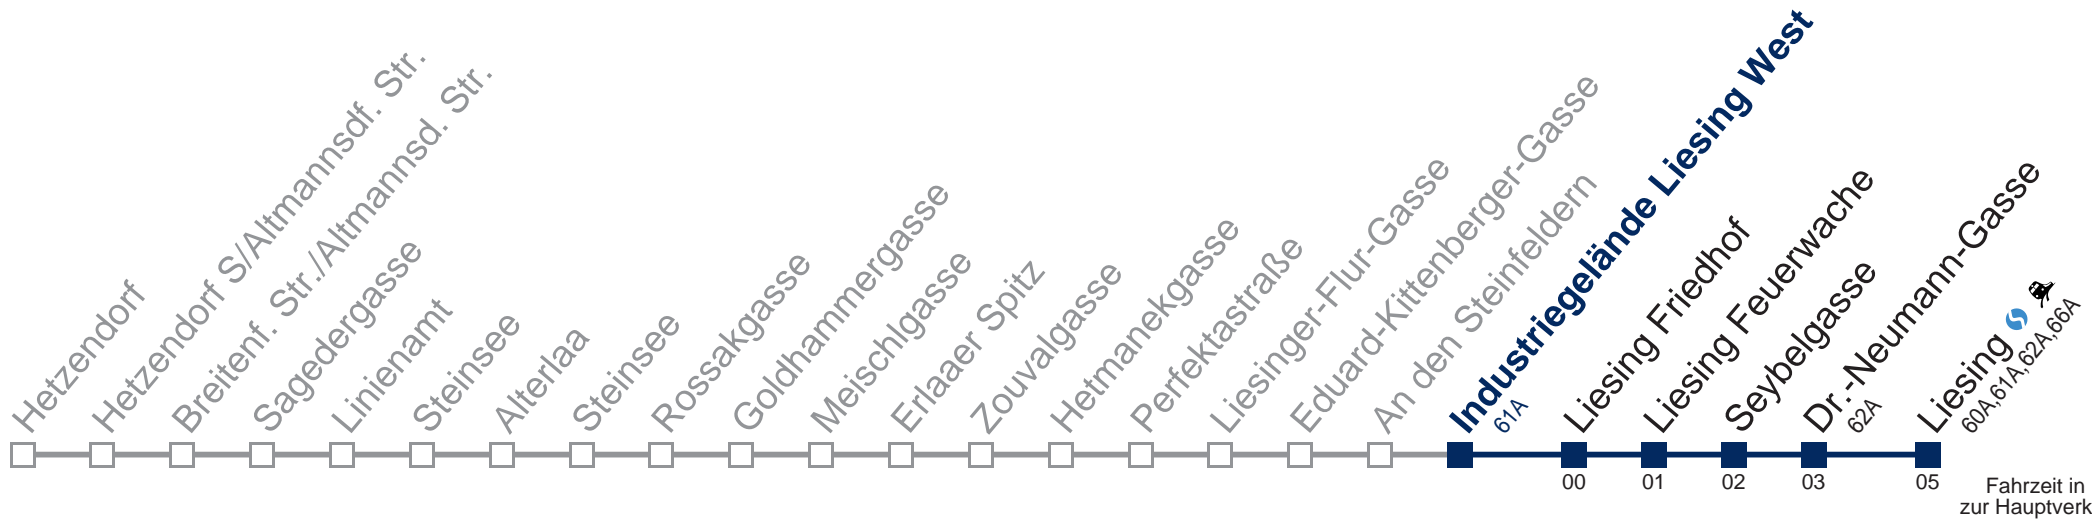 Hetzendorf
Hetzendorf S/Altmannsdf. Str.
Breitenf. Str./Altmannsd. Str.
Sagedergasse
Linienamt
Steinsee
Alterlaa
Steinsee
Rossakgasse
Goldhammergasse
Meischlgasse
Erlaaer Spitz
Zouvalgasse
Hetmanekgasse
Perfektastraße
Liesinger-Flur-Gasse
Eduard-Kittenberger-Gasse
An den Steinfeldern
Industriegelände Liesing West
61A
Liesing Friedhof
Liesing Feuerwache
Seybelgasse
Dr.-Neumann-Gasse
62A
Liesing
60A,61A,62A,66A
00 01 02 03 05
Fahrzeit in
zur Hauptverk